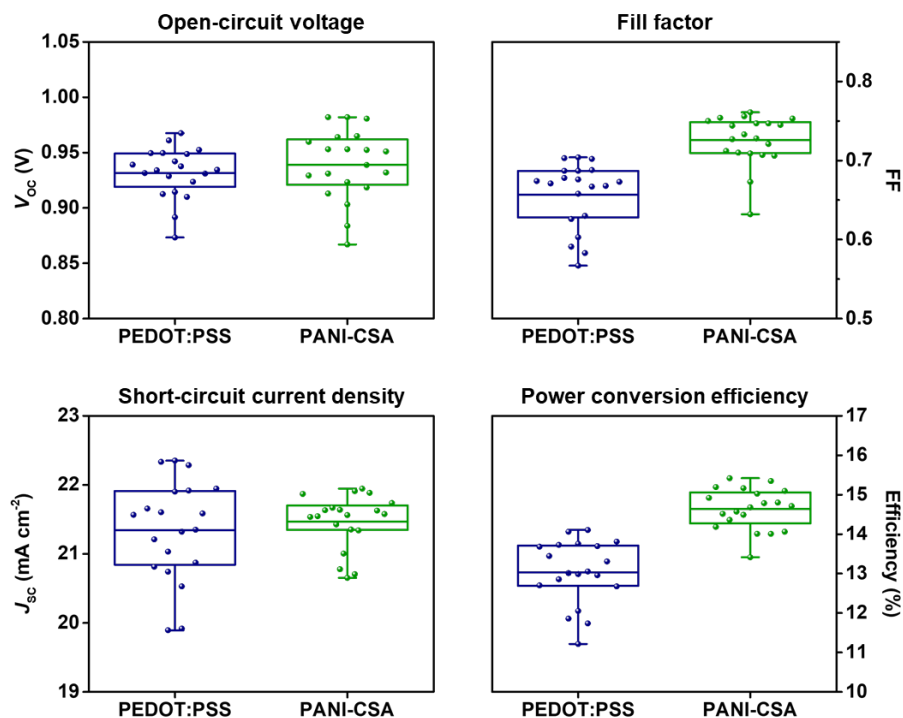 Open-circuit voltage
Fill factor
1.05
1.00
0.95
0.90
0.85
0.80
V_OC (V)
0.8
0.7
0.6
0.5
FF
PEDOT:PSS PANI-CSA
PEDOT:PSS PANI-CSA
Short-circuit current density
Power conversion efficiency
23
22
21
20
19
J_SC (mA cm⁻²)
17
16
15
14
13
12
11
10
Efficiency (%)
PEDOT:PSS PANI-CSA
PEDOT:PSS PANI-CSA